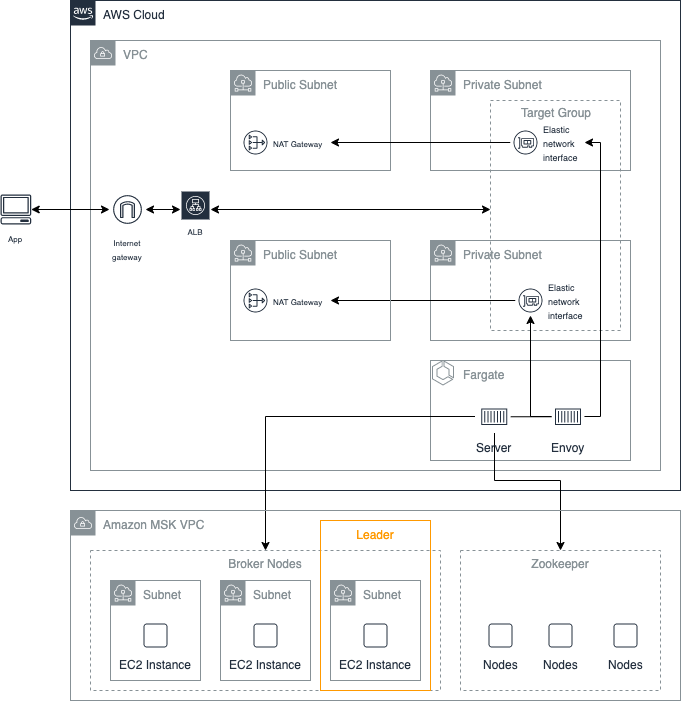 aws
AWS Cloud
VPC
Public Subnet
Private Subnet
Target Group
NAT Gateway
Elastic
network
interface
App
Internet
gateway
ALB
Public Subnet
Private Subnet
NAT Gateway
Elastic
network
interface
Fargate
Server
Envoy
Amazon MSK VPC
Leader
Broker Nodes
Zookeeper
Subnet
Subnet
Subnet
EC2 Instance
EC2 Instance
EC2 Instance
Nodes
Nodes
Nodes